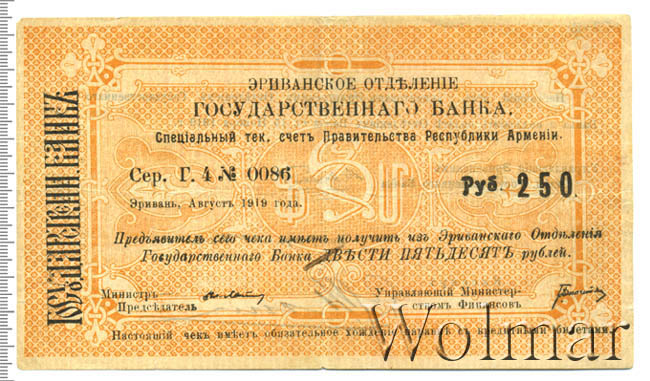 ГОСУДАРСТВЕННЫЙ БАНКЪ
ЭРИВАНСКОЕ ОТДѢЛЕНІЕ
ГОСУДАРСТВЕННАГО БАНКА.
Спеціальный тек. счетъ Правительства Республики Арменіи.
Сер. Г. 4 № 0086
Руб. 250
Эривань, Августъ 1919 года.
Предъявитель сего чека имѣетъ получить изъ Эриванскаго Отдѣленія
Государственнаго Банка ДВѢСТИ ПЯТЬДЕСЯТЪ рублей.
Министръ
Предсѣдатель
Управляющій Министер-
ствомъ Финансовъ
Настоящій чекъ имѣетъ обязательное хожденіе наравнѣ съ кредитными билетами.
Wolmar